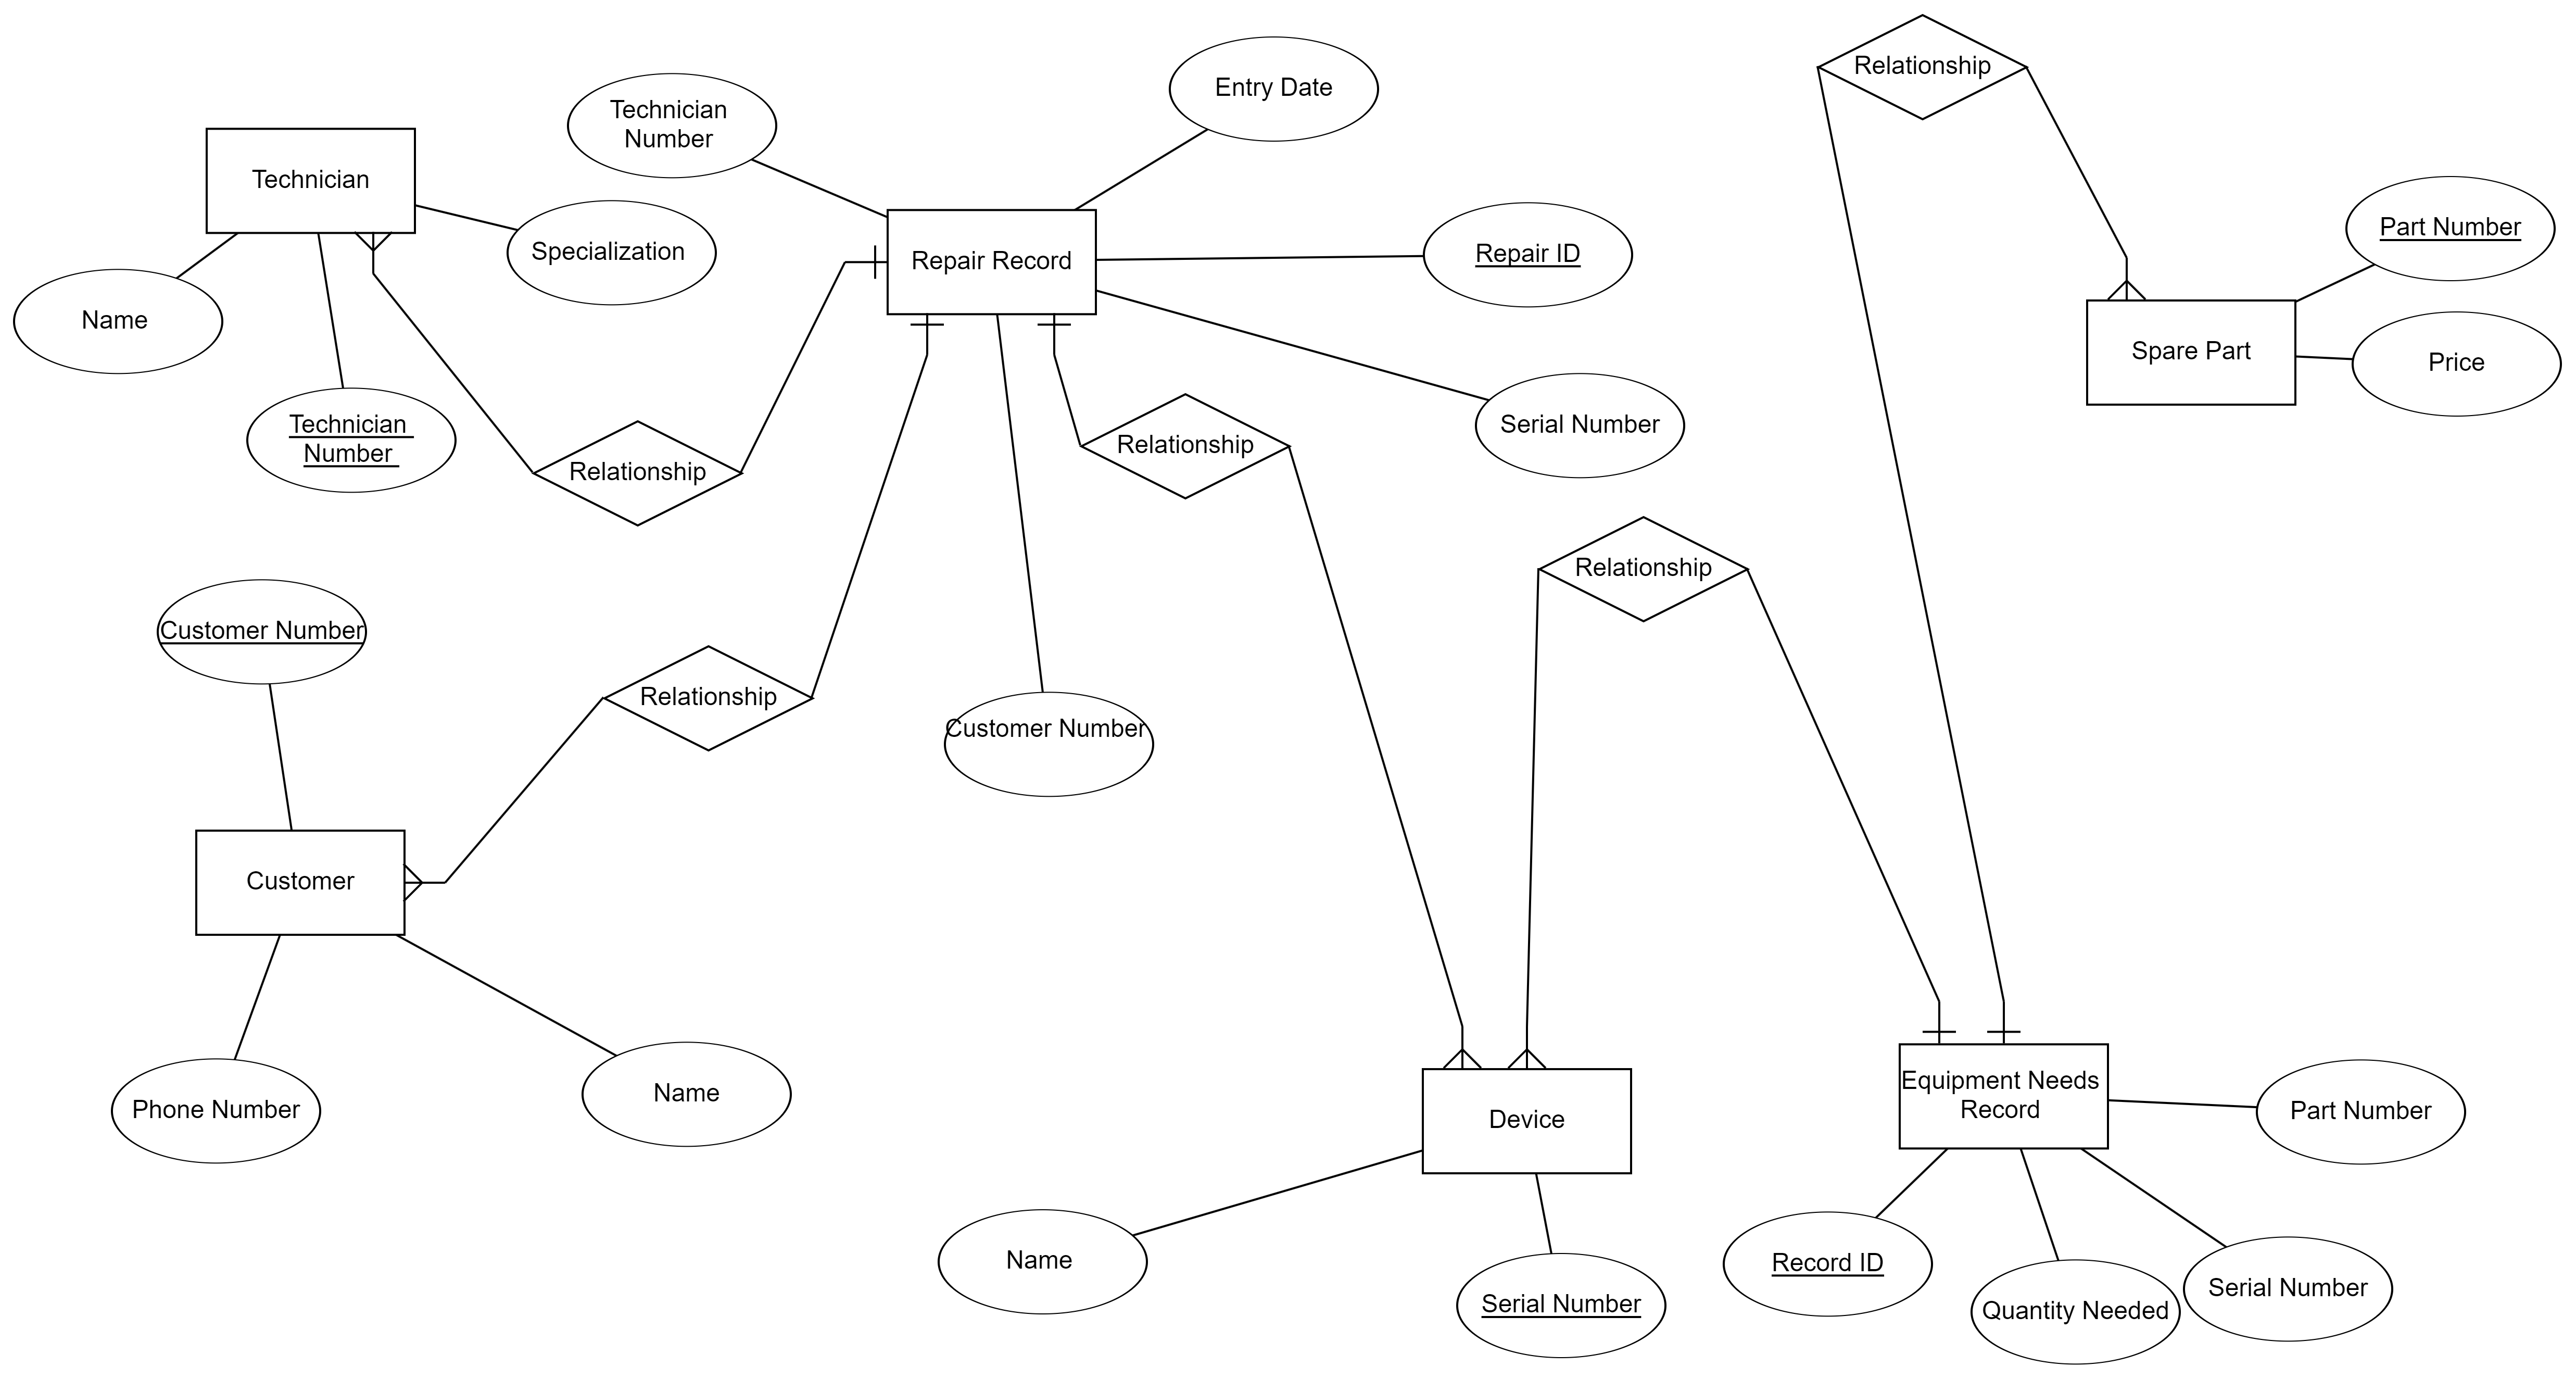 Relationship
Entry Date
Technician
Number
Technician
Part Number
Specialization
Repair Record
Repair ID
Name
Spare Part
Price
Technician
Number
Serial Number
Relationship
Relationship
Relationship
Customer Number
Relationship
Customer Number
Customer
Equipment Needs
Record
Phone Number
Name
Device
Part Number
Name
Record ID
Serial Number
Serial Number
Quantity Needed